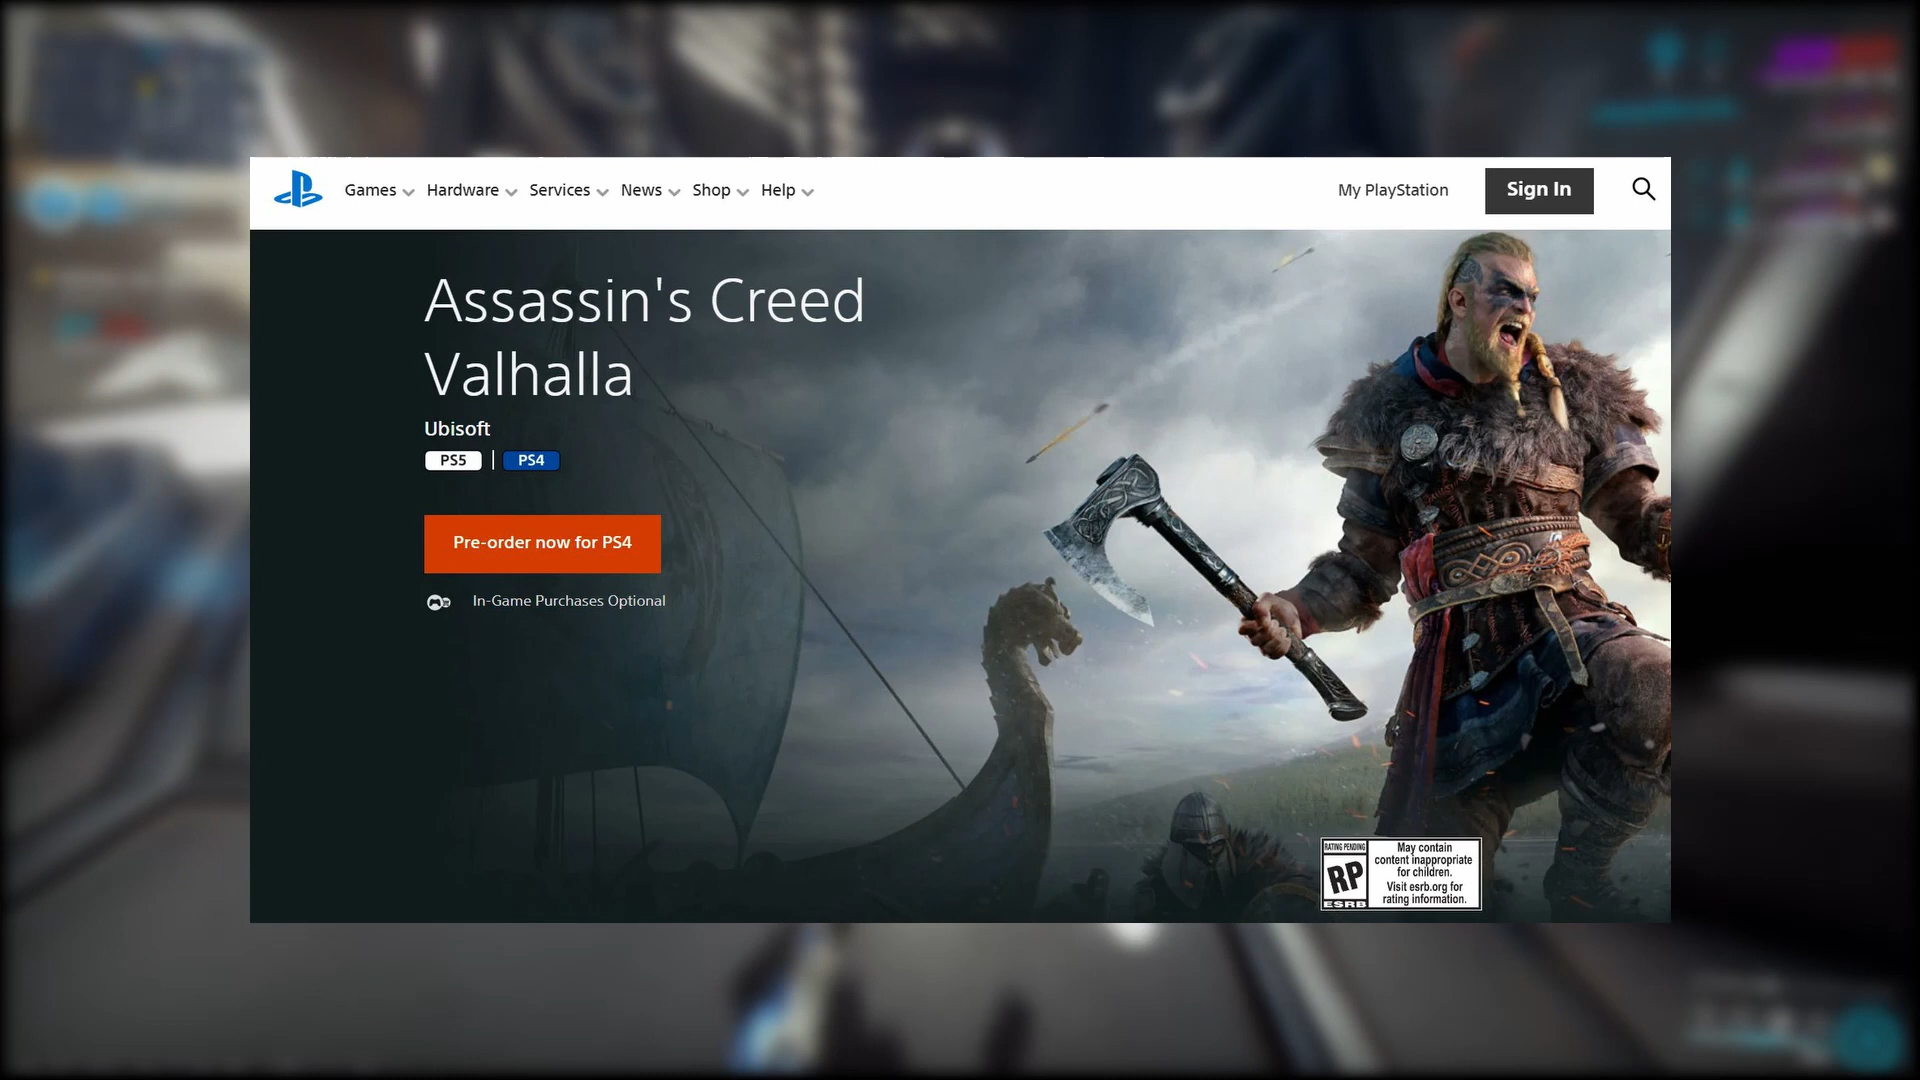 Games Hardware Services News Shop Help My PlayStation Sign In
Assassin's Creed
Valhalla
Ubisoft
PS5 | PS4
Pre-order now for PS4
In-Game Purchases Optional
RATING PENDING
RP
ESRB
May contain
content inappropriate
for children.
Visit esrb.org for
rating information.